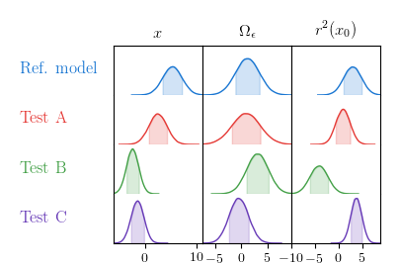 x Ωϵ r²(x₀)
Ref. model
Test A
Test B
Test C
0 10 −5 0 5 −10 −5 0 5